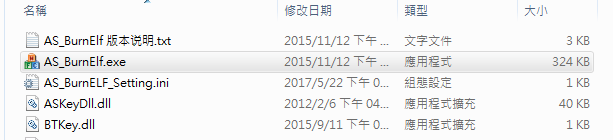 名稱 修改日期 類型 大小
AS_BurnElf 版本说明.txt 2015/11/12 下午 ... 文字文件 3 KB
AS_BurnElf.exe 2015/11/12 下午 ... 應用程式 324 KB
AS_BurnELF_Setting.ini 2017/5/22 下午 0... 組態設定 1 KB
ASKeyDll.dll 2012/2/6 下午 04... 應用程式擴充 40 KB
BTKey.dll 2015/9/11 下午 0... 應用程式擴充 1 KB